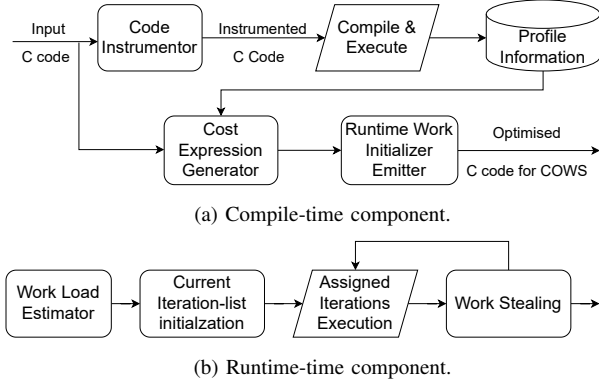 Input
C code
Code
Instrumentor
Instrumented
C Code
Compile &
Execute
Profile
Information
Cost
Expression
Generator
Runtime Work
Initializer
Emitter
Optimised
C code for COWS
(a) Compile-time component.
Work Load
Estimator
Current
Iteration-list
initialzation
Assigned
Iterations
Execution
Work Stealing
(b) Runtime-time component.